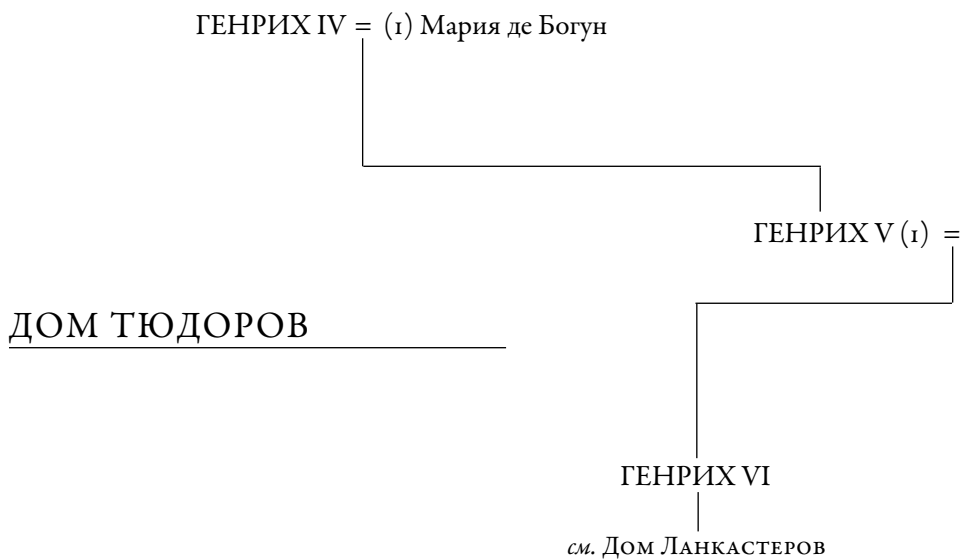 ГЕНРИХ IV = (1) Мария де Богун
ГЕНРИХ V (1) =
ДОМ ТЮДОРОВ
ГЕНРИХ VI
см. Дом Ланкастеров